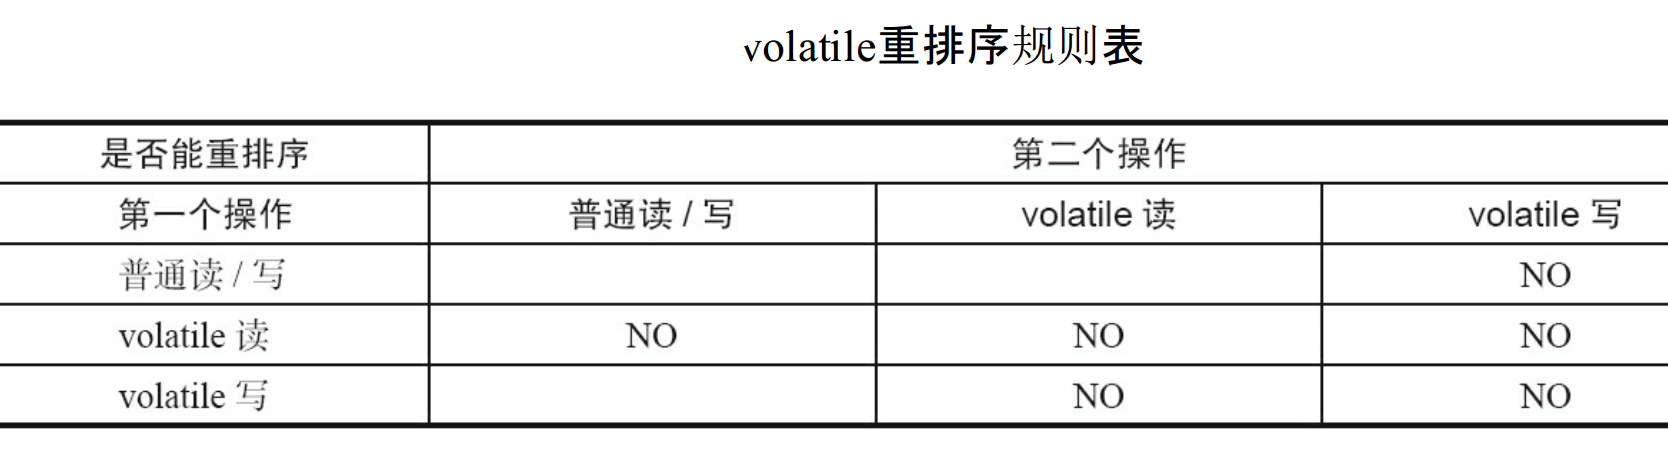 volatile重排序规则表
是否能重排序 第二个操作
第一个操作 普通读 / 写 volatile 读 volatile 写
普通读 / 写 NO
volatile 读 NO NO NO
volatile 写 NO NO